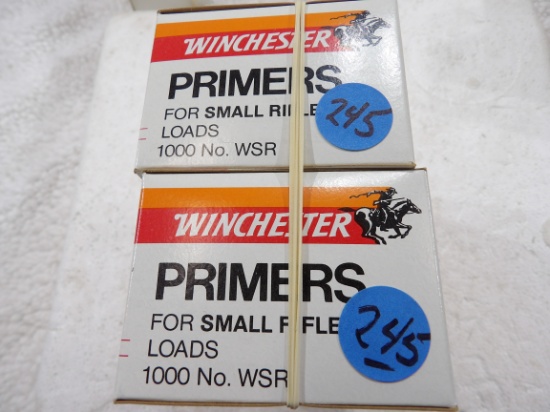 WINCHESTER
PRIMERS
FOR SMALL RIFLE
LOADS
1000 No. WSR
245
WINCHESTER
PRIMERS
FOR SMALL RIFLE
LOADS
1000 No. WSR
245